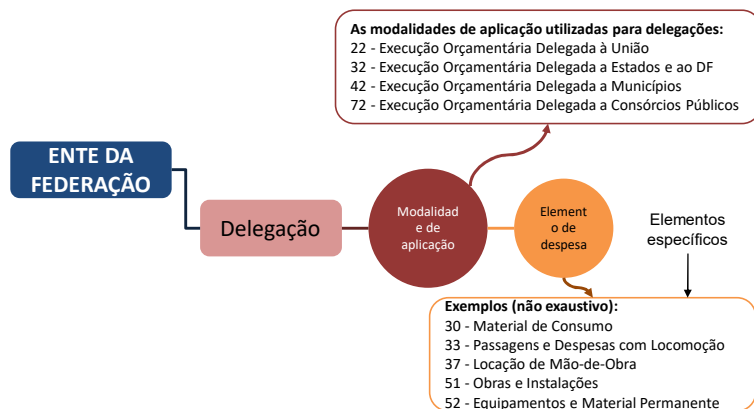 As modalidades de aplicação utilizadas para delegações:
22 - Execução Orçamentária Delegada à União
32 - Execução Orçamentária Delegada a Estados e ao DF
42 - Execução Orçamentária Delegada a Municípios
72 - Execução Orçamentária Delegada a Consórcios Públicos
ENTE DA
FEDERAÇÃO
Delegação
Modalidad
e de
aplicação
Element
o de
despesa
Elementos
específicos
Exemplos (não exaustivo):
30 - Material de Consumo
33 - Passagens e Despesas com Locomoção
37 - Locação de Mão-de-Obra
51 - Obras e Instalações
52 - Equipamentos e Material Permanente